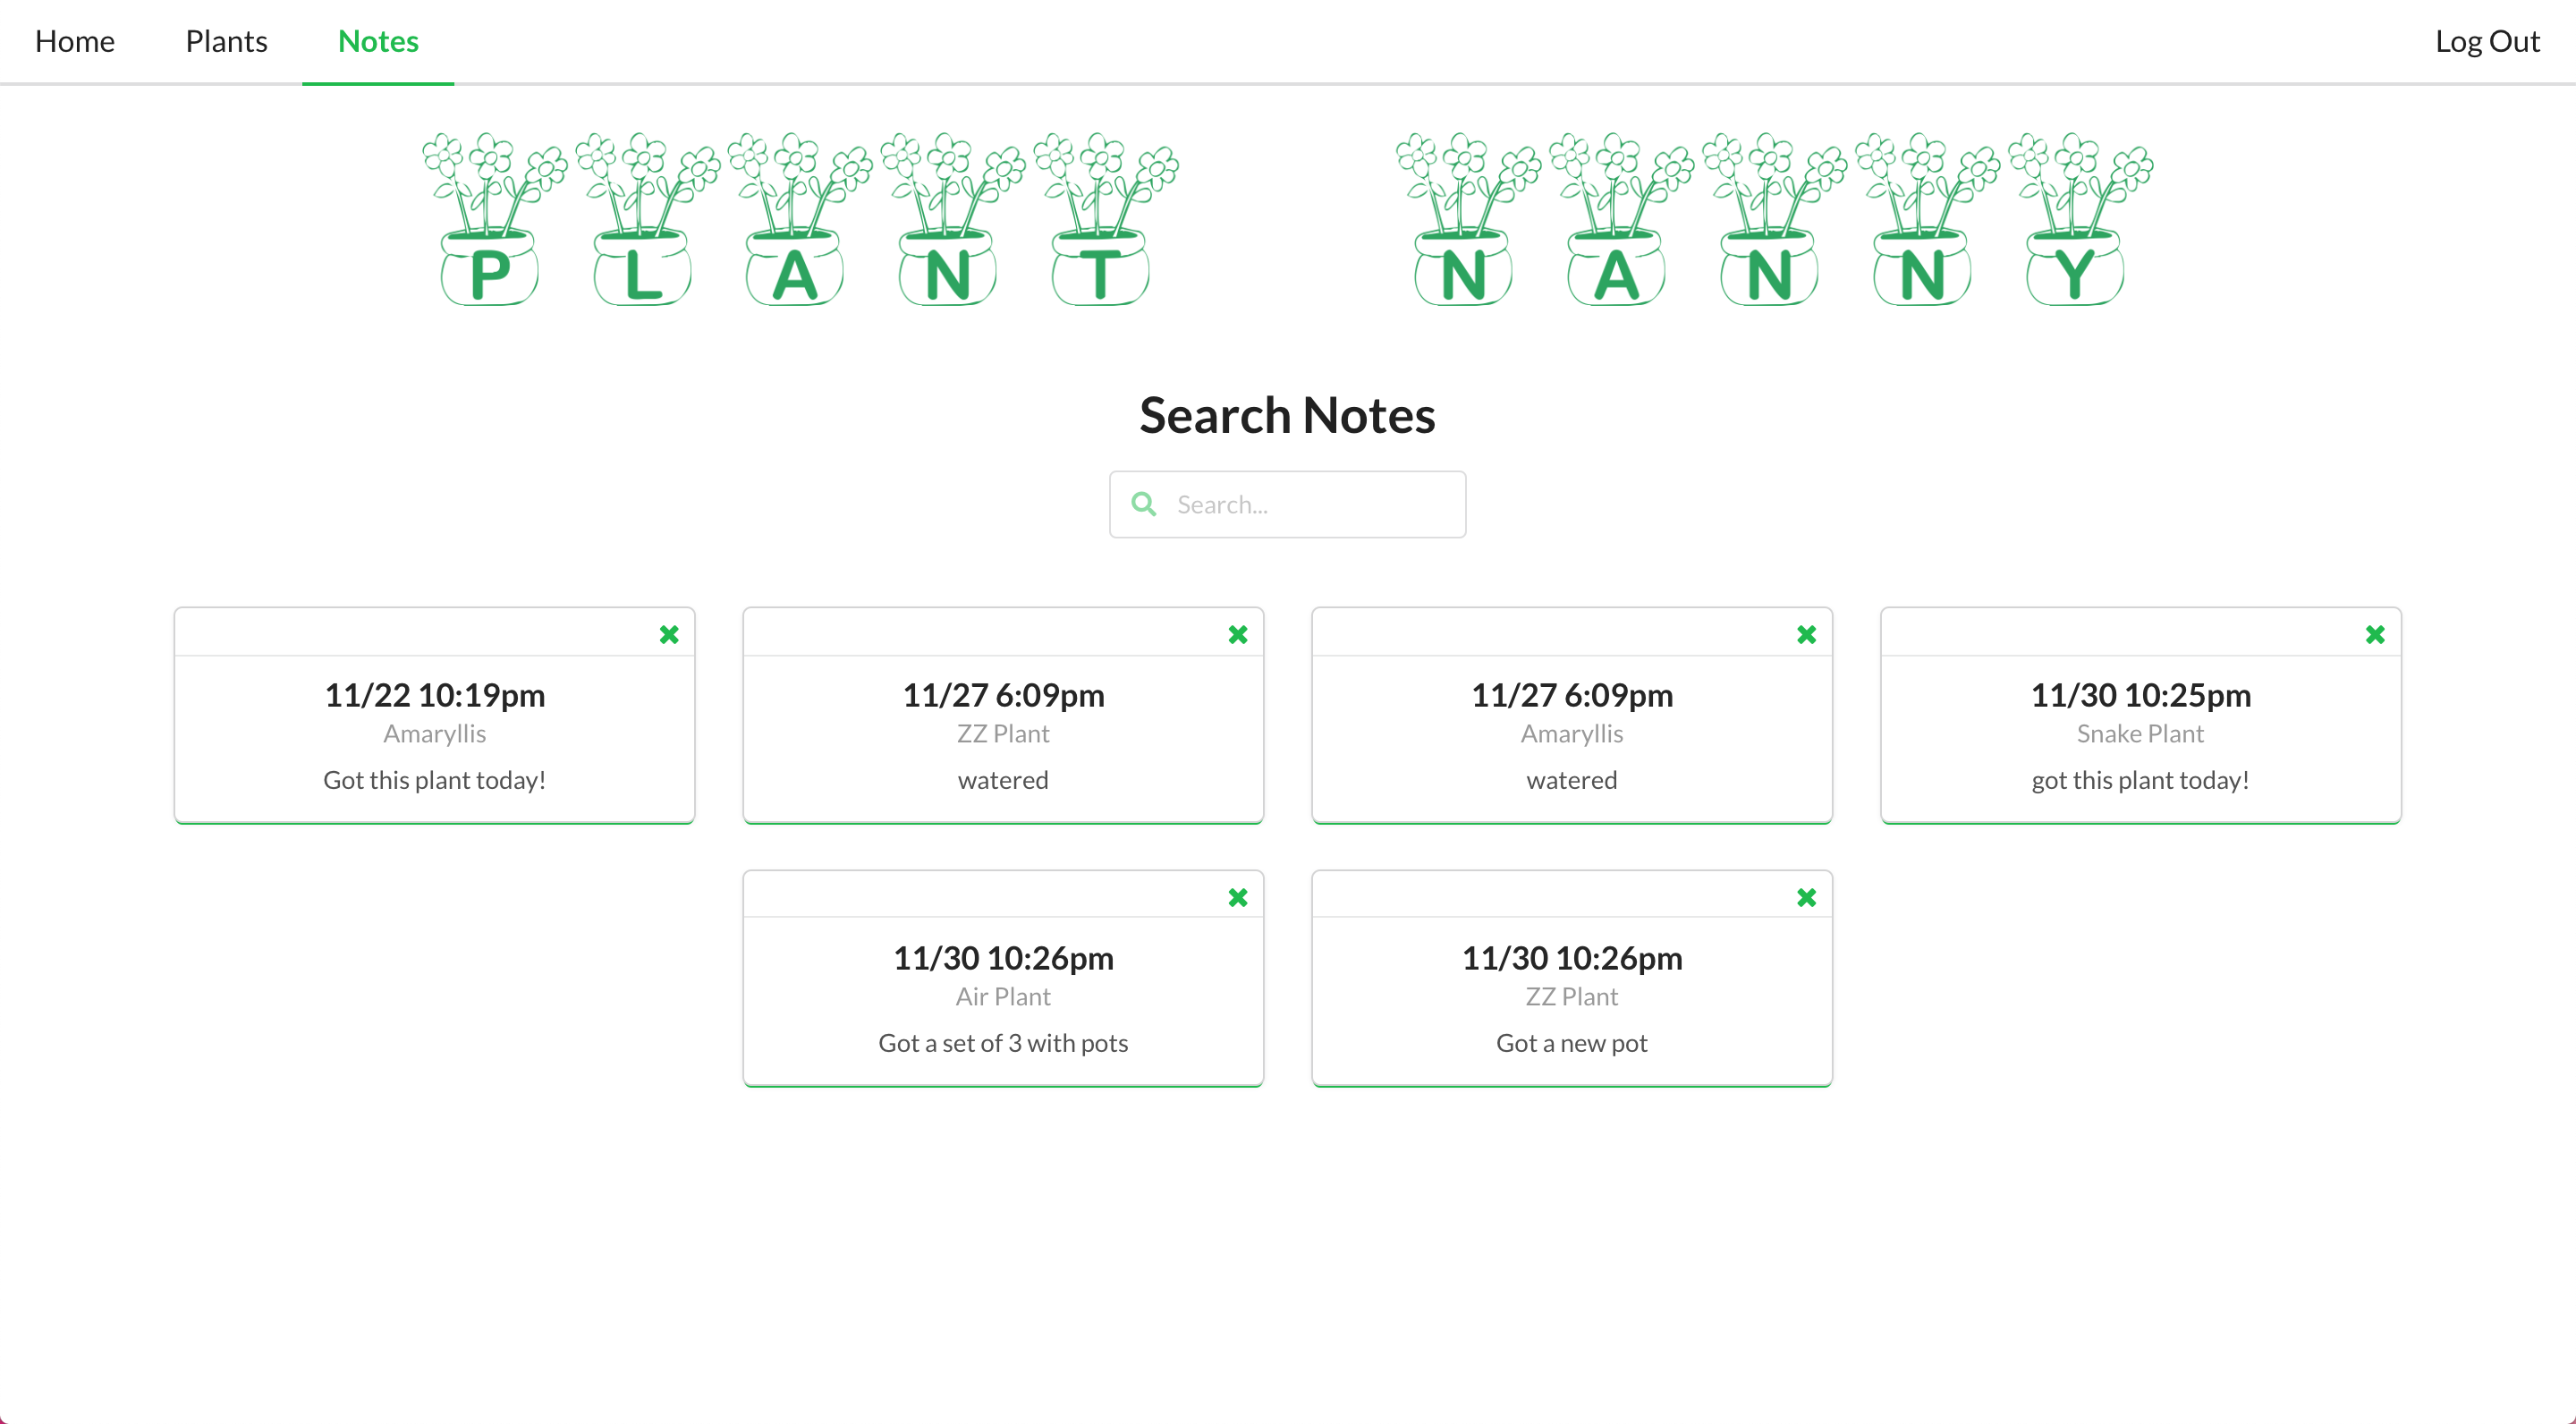 Home Plants Notes Log Out
PLANT NANNY
Search Notes
Search...
11/22 10:19pm
Amaryllis
Got this plant today!
11/27 6:09pm
ZZ Plant
watered
11/27 6:09pm
Amaryllis
watered
11/30 10:25pm
Snake Plant
got this plant today!
11/30 10:26pm
Air Plant
Got a set of 3 with pots
11/30 10:26pm
ZZ Plant
Got a new pot